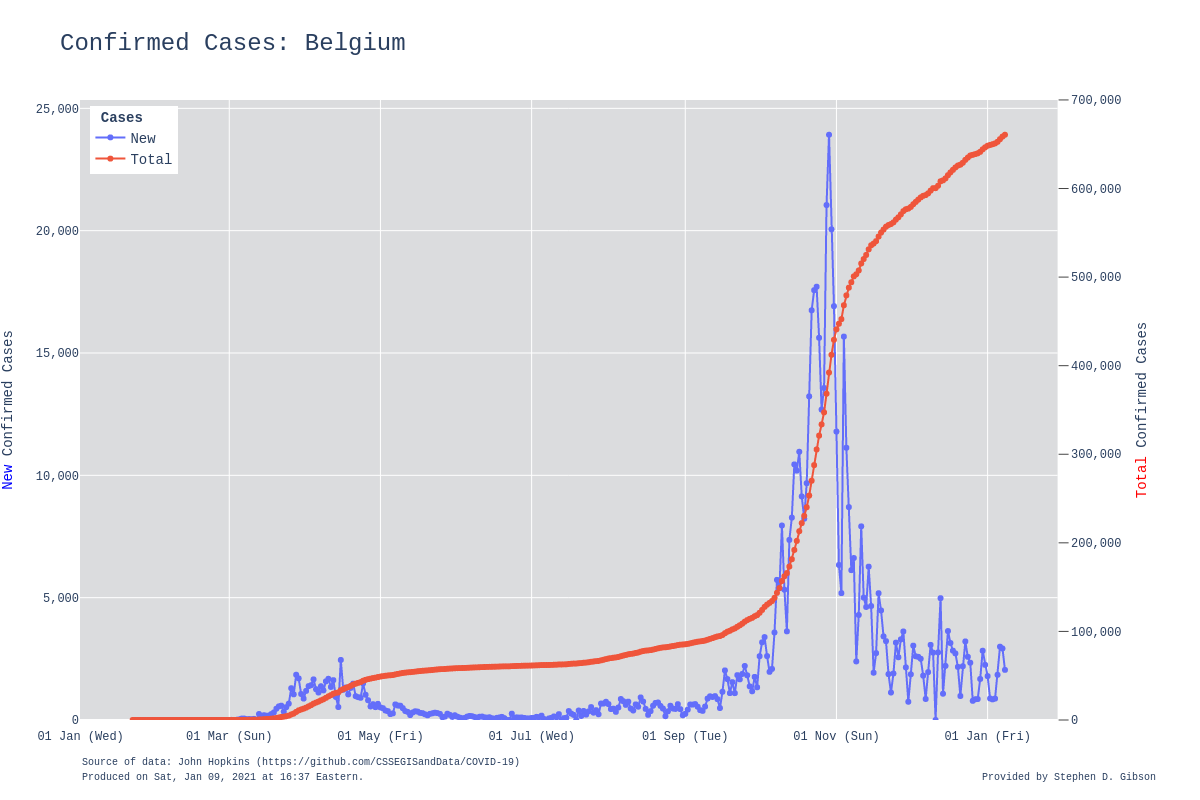 Confirmed Cases: Belgium
Cases
New
Total
25,000
20,000
15,000
10,000
5,000
0
New Confirmed Cases
700,000
600,000
500,000
400,000
300,000
200,000
100,000
0
Total Confirmed Cases
01 Jan (Wed) 01 Mar (Sun) 01 May (Fri) 01 Jul (Wed) 01 Sep (Tue) 01 Nov (Sun) 01 Jan (Fri)
Source of data: John Hopkins (https://github.com/CSSEGISandData/COVID-19)
Produced on Sat, Jan 09, 2021 at 16:37 Eastern.
Provided by Stephen D. Gibson